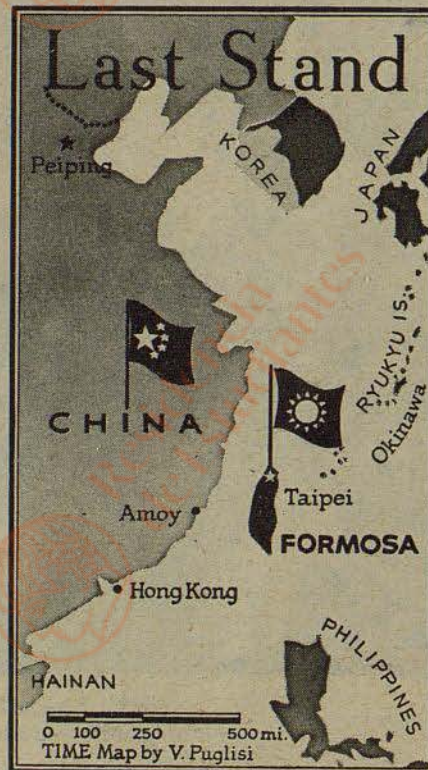 Last Stand
Peiping
KOREA
JAPAN
RYUKYU IS.
Okinawa
CHINA
Taipei
Amoy
FORMOSA
Hong Kong
PHILIPPINES
HAINAN
0 100 250 500 mi.
TIME Map by V. Puglisi